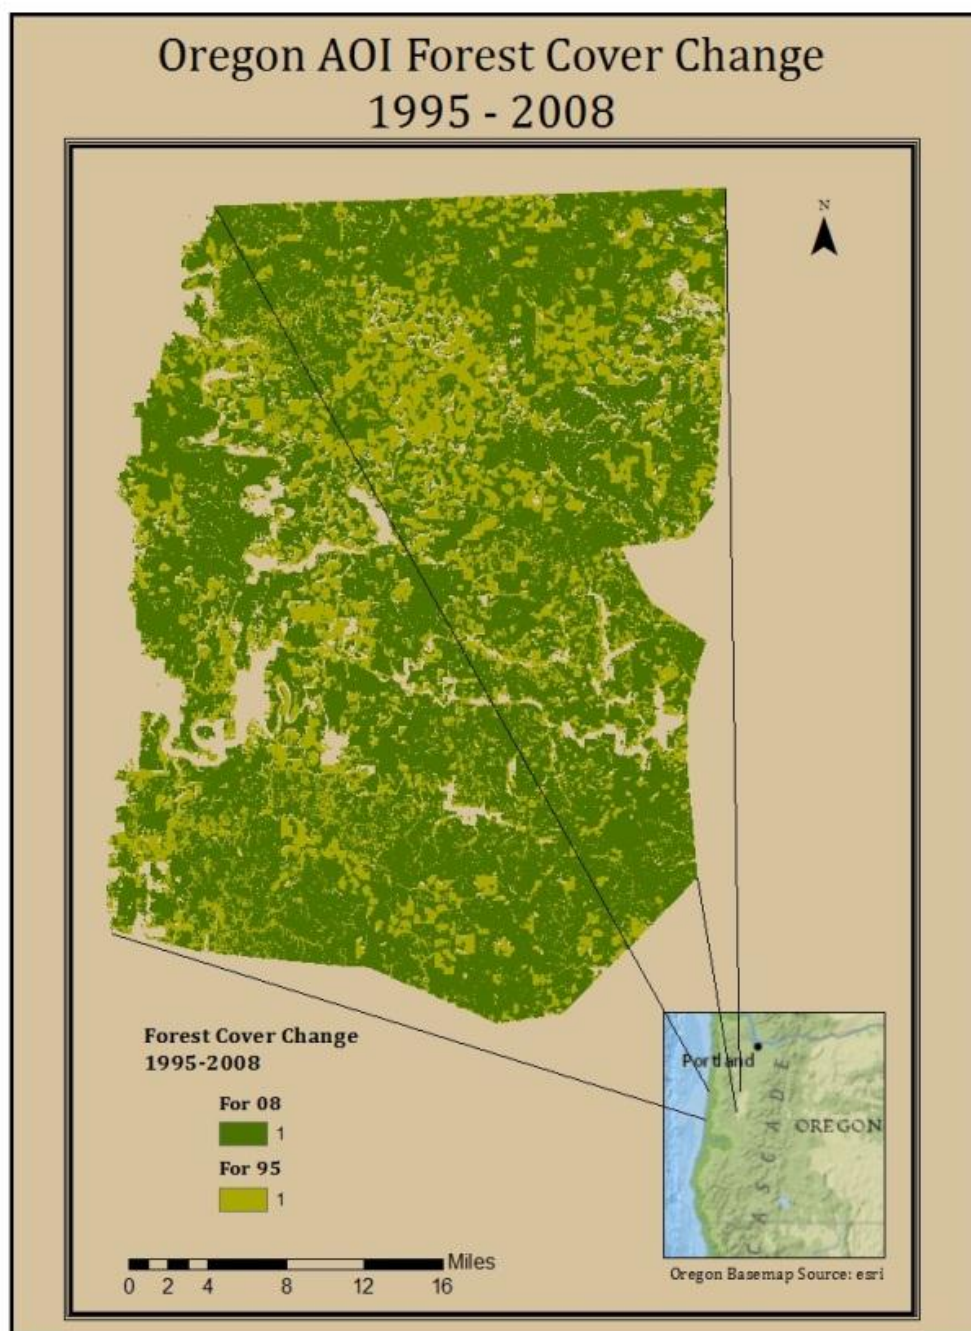 Oregon AOI Forest Cover Change
1995 - 2008
N
Forest Cover Change
1995-2008
For 08
1
For 95
1
Miles
0 2 4 8 12 16
Portland
OREGON
CASCADE
Oregon Basemap Source: esri